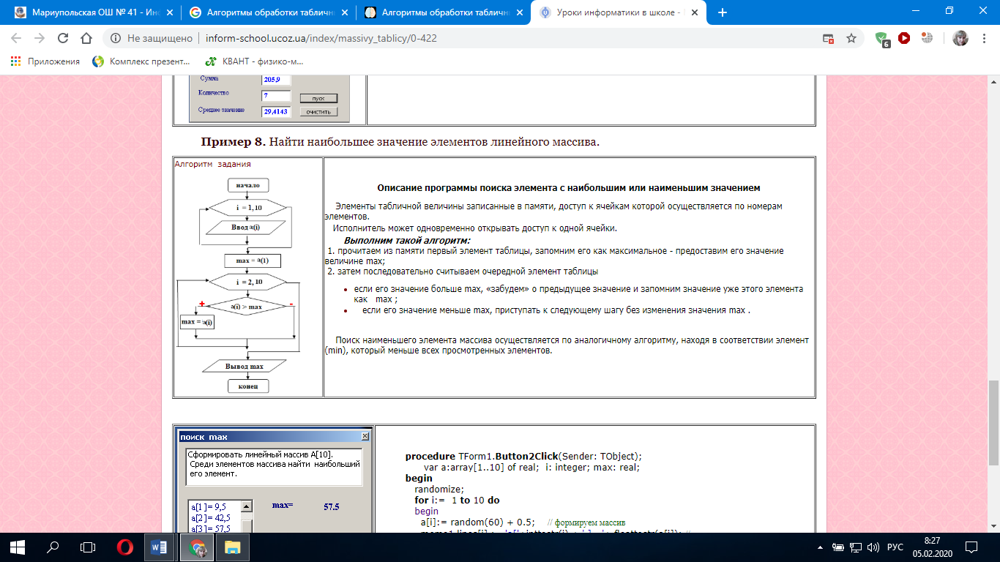 Мариупольская ОШ № 41 - Ин
Алгоритмы обработки табличн
Алгоритмы обработки табличн
Уроки информатики в школе -
Не защищено
inform-school.ucoz.ua/index/massivy_tablicy/0-422
6
Приложения
Комплекс презент...
КВАНТ - физико-м...
Сумма
205,9
Количество
7
пуск
Среднее значение
29,4143
очистить
Пример 8. Найти наибольшее значение элементов линейного массива.
Алгоритм задания
начало
i = 1, 10
Ввод a(i)
max = a(1)
i = 2, 10
+
a(i) > max
-
max = a(i)
Вывод max
конец
Описание программы поиска элемента с наибольшим или наименьшим значением
Элементы табличной величины записанные в памяти, доступ к ячейкам которой осуществляется по номерам
элементов.
Исполнитель может одновременно открывать доступ к одной ячейки.
Выполним такой алгоритм:
1. прочитаем из памяти первый элемент таблицы, запомним его как максимальное - предоставим его значение
величине max;
2. затем последовательно считываем очередной элемент таблицы
• если его значение больше max, «забудем» о предыдущее значение и запомним значение уже этого элемента
как max ;
• если его значение меньше max, приступать к следующему шагу без изменения значения max .
Поиск наименьшего элемента массива осуществляется по аналогичному алгоритму, находя в соответствии элемент
(min), который меньше всех просмотренных элементов.
поиск max
Сформировать линейный массив A[10].
Среди элементов массива найти наибольший
его элемент.
a[1]= 9,5
a[2]= 42,5
a[3]= 57,5
max=
57.5
procedure TForm1.Button2Click(Sender: TObject);
var a:array[1..10] of real; i: integer; max: real;
begin
randomize;
for i:= 1 to 10 do
begin
a[i]:= random(60) + 0.5; // формируем массив
РУС
8:27
05.02.2020